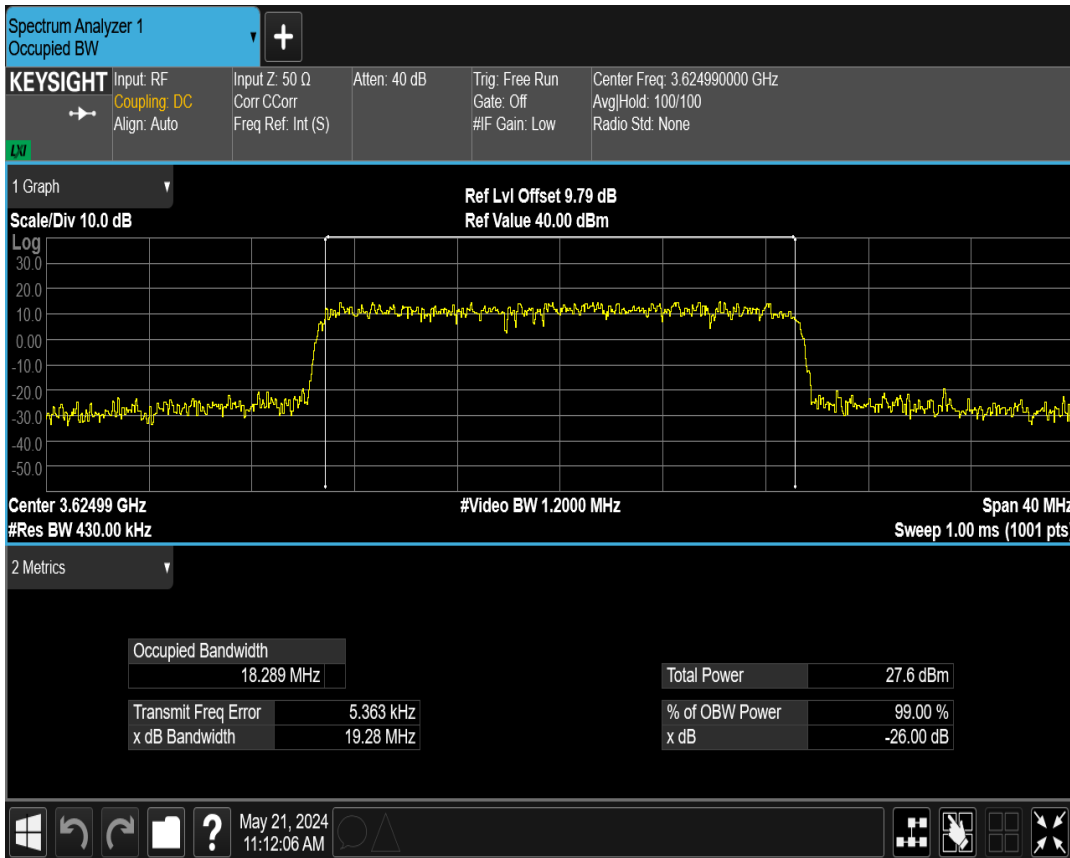 Spectrum Analyzer 1
Occupied BW
+
KEYSIGHT
LXI
Input: RF
Coupling: DC
Align: Auto
Input Z: 50 Ω
Corr CCorr
Freq Ref: Int (S)
Atten: 40 dB
Trig: Free Run
Gate: Off
#IF Gain: Low
Center Freq: 3.624990000 GHz
Avg|Hold: 100/100
Radio Std: None
1 Graph
Scale/Div 10.0 dB
Ref Lvl Offset 9.79 dB
Ref Value 40.00 dBm
Log
30.0
20.0
10.0
0.00
-10.0
-20.0
-30.0
-40.0
-50.0
Center 3.62499 GHz
#Video BW 1.2000 MHz
Span 40 MHz
#Res BW 430.00 kHz
Sweep 1.00 ms (1001 pts)
2 Metrics
Occupied Bandwidth
18.289 MHz
Total Power 27.6 dBm
Transmit Freq Error 5.363 kHz
% of OBW Power 99.00 %
x dB Bandwidth 19.28 MHz
x dB -26.00 dB
?
May 21, 2024
11:12:06 AM